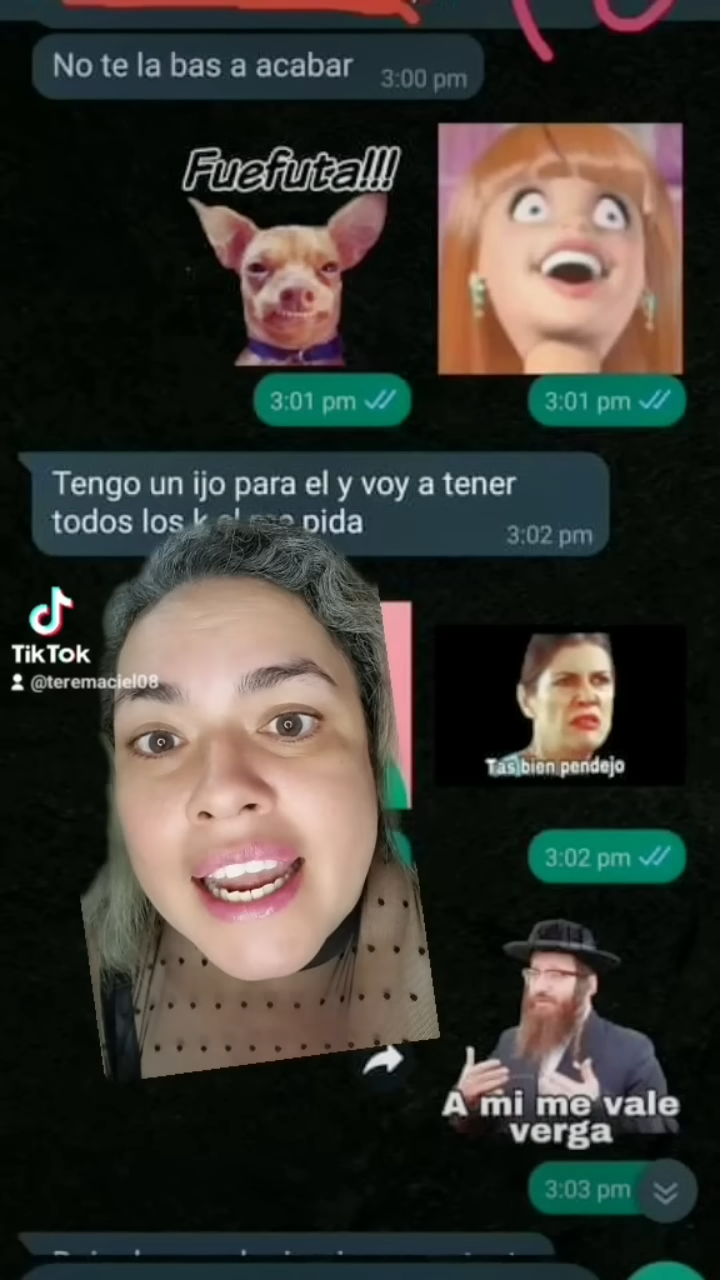 No te la bas a acabar
3:00 pm
Fuefuta!!!
3:01 pm
3:01 pm
Tengo un ijo para el y voy a tener
todos los k el me pida
3:02 pm
TikTok
@teremaciel08
Tas bien pendejo
3:02 pm
A mi me vale
verga
3:03 pm